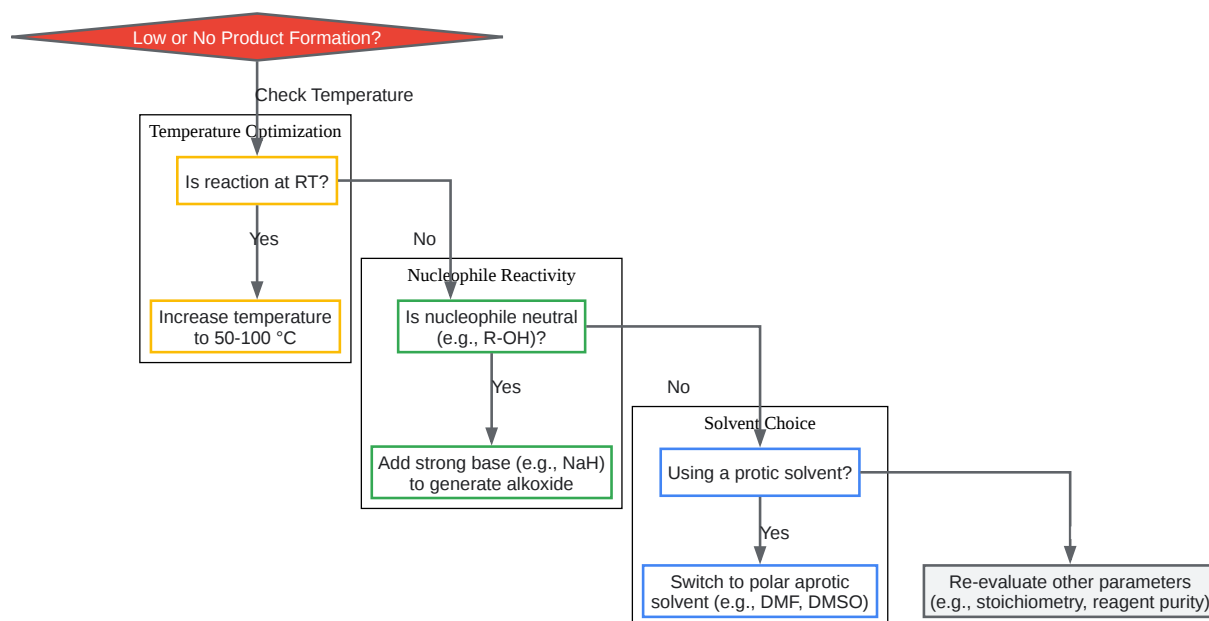 Low or No Product Formation?
Check Temperature
Temperature Optimization
Is reaction at RT?
Yes
No
Increase temperature
to 50-100 °C
Nucleophile Reactivity
Is nucleophile neutral
(e.g., R-OH)?
Yes
No
Add strong base (e.g., NaH)
to generate alkoxide
Solvent Choice
Using a protic solvent?
Yes
Switch to polar aprotic
solvent (e.g., DMF, DMSO)
Re-evaluate other parameters
(e.g., stoichiometry, reagent purity)